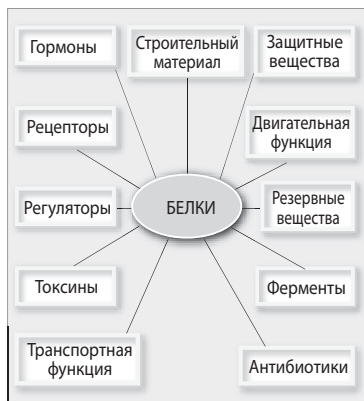 Гормоны
Строительный
материал
Защитные
вещества
Рецепторы
Двигательная
функция
Регуляторы
БЕЛКИ
Резервные
вещества
Токсины
Ферменты
Транспортная
функция
Антибиотики